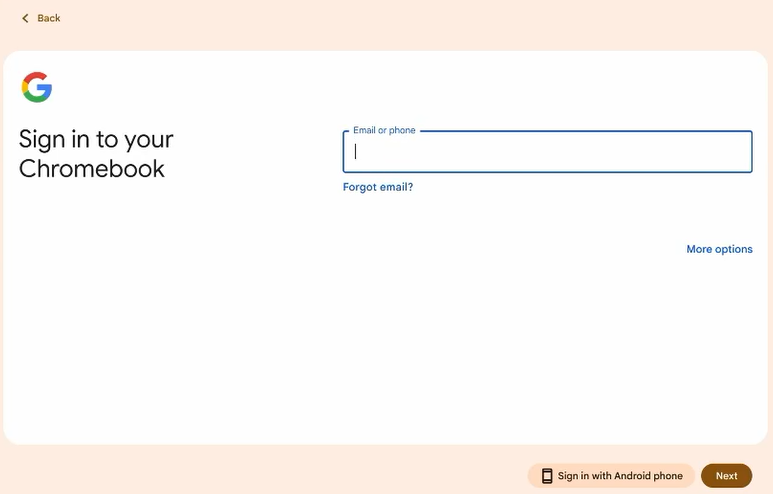 Back
Sign in to your
Chromebook
Email or phone
Forgot email?
More options
Sign in with Android phone
Next